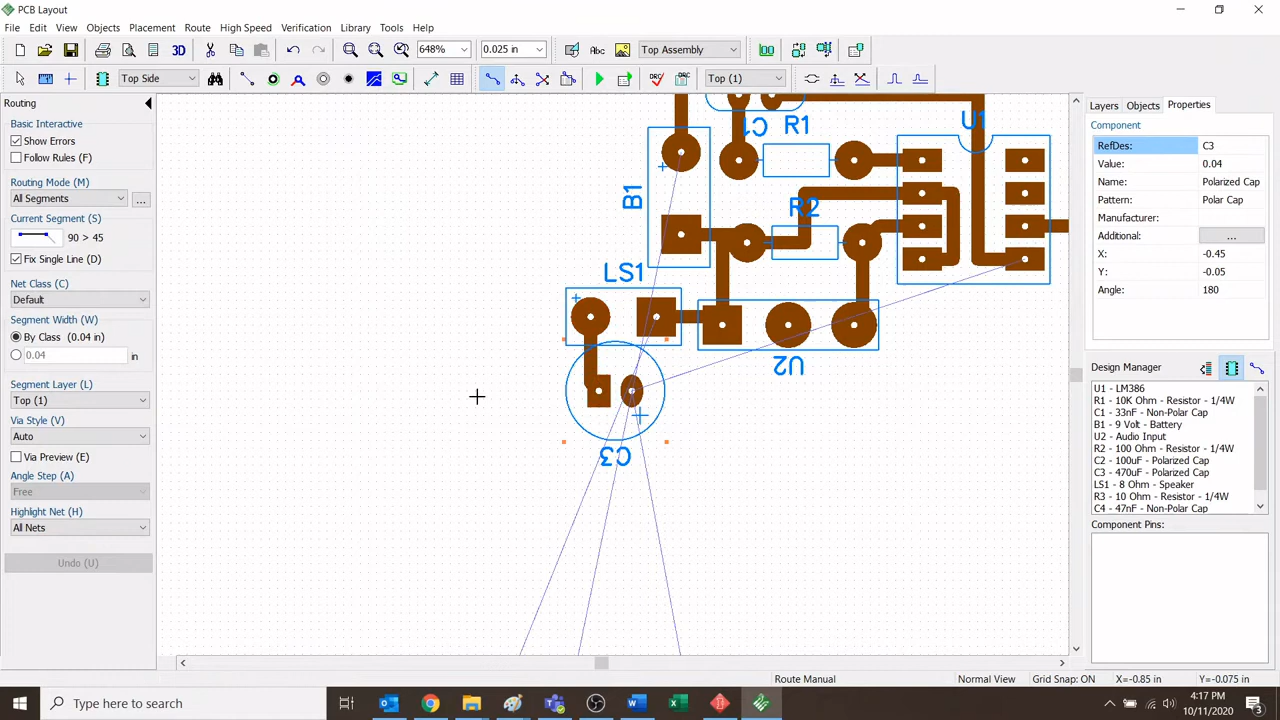 PCB Layout
File Edit View Objects Placement Route High Speed Verification Library Tools Help
3D 648% 0.025 in Abc Top Assembly
Top Side DRC Top (1)
Routing
Basic Interactive
Show Errors
Follow Rules (F)
Routing Mode (M)
All Segments ...
Current Segment (S)
90 > 45
Fix Single Line (D)
Net Class (C)
Default
Segment Width (W)
By Class (0.04 in)
0.04 in
Segment Layer (L)
Top (1)
Via Style (V)
Auto
Via Preview (E)
Angle Step (A)
Free
Highlight Net (H)
All Nets
Undo (U)
C1 R1 U1
B1
R2
LS1
U2
C3
Layers Objects Properties
Component
RefDes: C3
Value: 0.04
Name: Polarized Cap
Pattern: Polar Cap
Manufacturer:
Additional: ...
X: -0.45
Y: -0.05
Angle: 180
Design Manager
U1 - LM386
R1 - 10K Ohm - Resistor - 1/4W
C1 - 33nF - Non-Polar Cap
B1 - 9 Volt - Battery
U2 - Audio Input
R2 - 100 Ohm - Resistor - 1/4W
C2 - 100uF - Polarized Cap
C3 - 470uF - Polarized Cap
LS1 - 8 Ohm - Speaker
R3 - 10 Ohm - Resistor - 1/4W
C4 - 47nF - Non-Polar Cap
Component Pins:
Route Manual Normal View Grid Snap: ON X=-0.85 in Y=-0.075 in
Type here to search
4:17 PM
10/11/2020
3